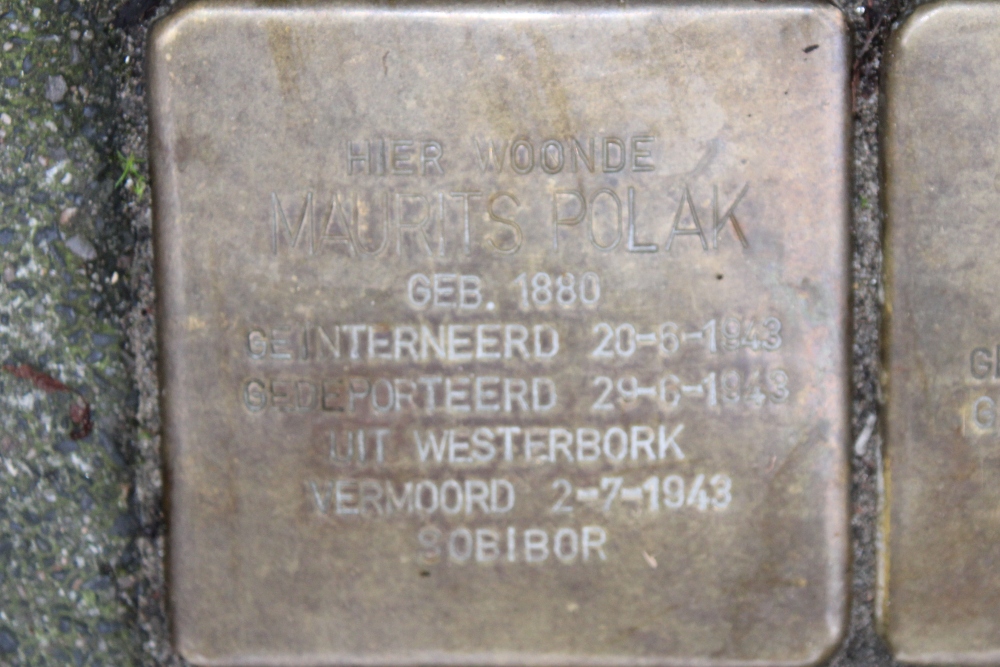 HIER WOONDE
MAURITS POLAK
GEB. 1880
GEÏNTERNEERD 20-6-1943
GEDEPORTEERD 29-6-1943
UIT WESTERBORK
VERMOORD 2-7-1943
SOBIBOR